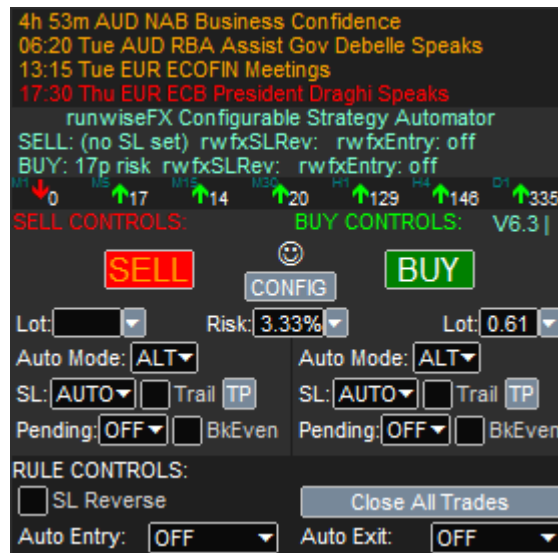 4h 53m AUD NAB Business Confidence
06:20 Tue AUD RBA Assist Gov Debelle Speaks
13:15 Tue EUR ECOFIN Meetings
17:30 Thu EUR ECB President Draghi Speaks
runwiseFX Configurable Strategy Automator
SELL: (no SL set) rwfxSLRev: rwfxEntry: off
BUY: 17p risk rwfxSLRev: rwfxEntry: off
M1 M5 M15 M30 H1 H4 D1
0 17 14 20 129 146 335
SELL CONTROLS: BUY CONTROLS: V6.3 |
SELL BUY
CONFIG
Lot: Risk: 3.33% Lot: 0.61
Auto Mode: ALT Auto Mode: ALT
SL: AUTO Trail TP SL: AUTO Trail TP
Pending: OFF BkEven Pending: OFF BkEven
RULE CONTROLS:
SL Reverse Close All Trades
Auto Entry: OFF Auto Exit: OFF